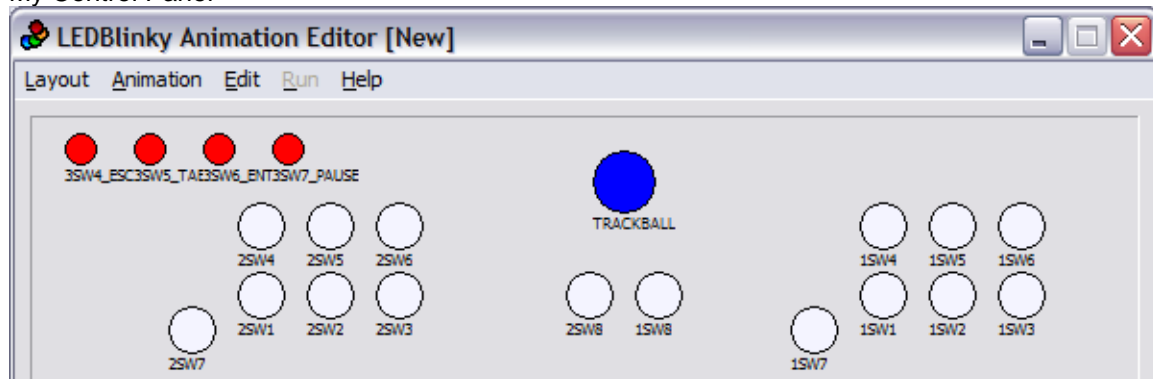 My Control Panel
LEDBlinky Animation Editor [New]
Layout Animation Edit Run Help
3SW4_ESC3SW5_TAE3SW6_ENT3SW7_PAUSE
TRACKBALL
2SW4 2SW5 2SW6 1SW4 1SW5 1SW6
2SW1 2SW2 2SW3 2SW8 1SW8 1SW1 1SW2 1SW3
2SW7 1SW7